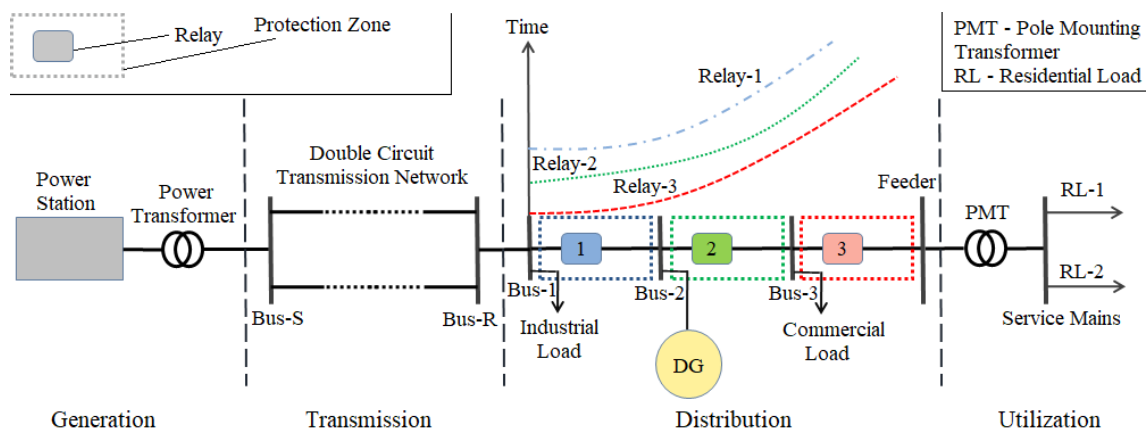 Protection Zone
Relay
Time
PMT - Pole Mounting
Transformer
RL - Residential Load
Relay-1
Relay-2
Relay-3
Double Circuit
Transmission Network
Power
Station
Power
Transformer
Feeder
PMT
RL-1
RL-2
1
2
3
Bus-S
Bus-R
Bus-1
Bus-2
Bus-3
Industrial
Load
DG
Commercial
Load
Service Mains
Generation
Transmission
Distribution
Utilization